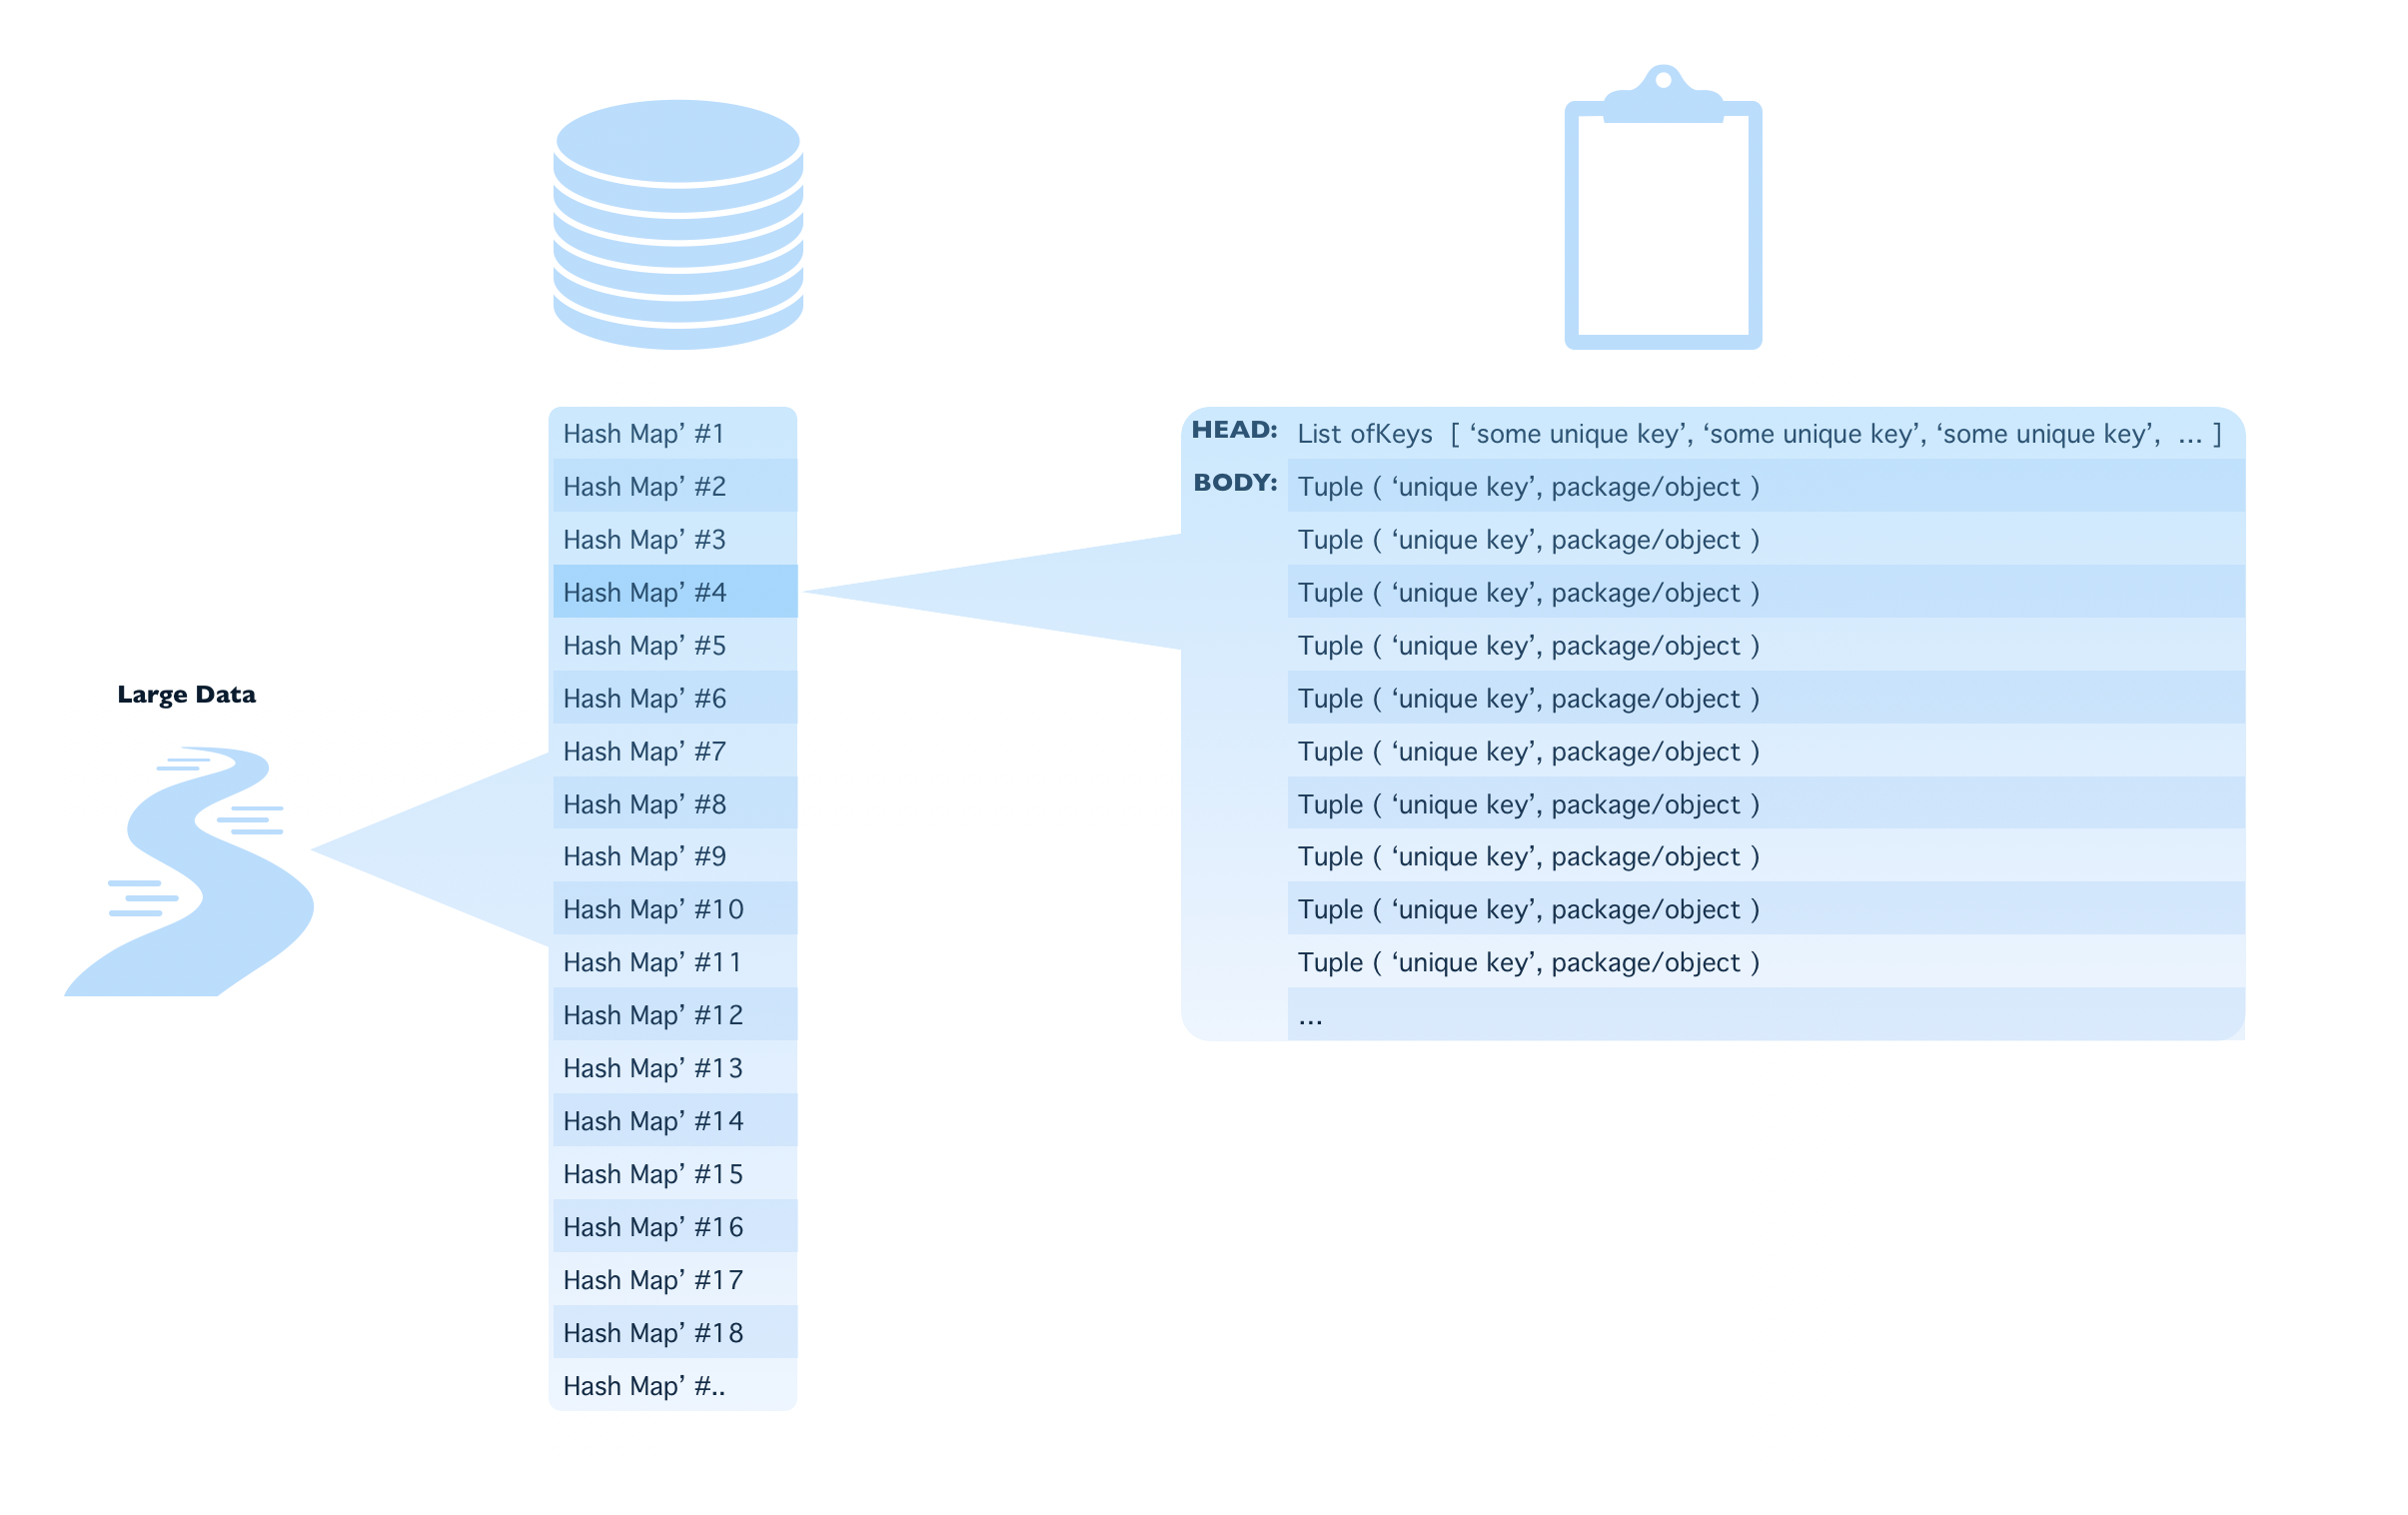 Large Data
Hash Map’ #1
Hash Map’ #2
Hash Map’ #3
Hash Map’ #4
Hash Map’ #5
Hash Map’ #6
Hash Map’ #7
Hash Map’ #8
Hash Map’ #9
Hash Map’ #10
Hash Map’ #11
Hash Map’ #12
Hash Map’ #13
Hash Map’ #14
Hash Map’ #15
Hash Map’ #16
Hash Map’ #17
Hash Map’ #18
Hash Map’ #..
HEAD: List ofKeys [ ‘some unique key’, ‘some unique key’, ‘some unique key’, ... ]
BODY: Tuple ( ‘unique key’, package/object )
Tuple ( ‘unique key’, package/object )
Tuple ( ‘unique key’, package/object )
Tuple ( ‘unique key’, package/object )
Tuple ( ‘unique key’, package/object )
Tuple ( ‘unique key’, package/object )
Tuple ( ‘unique key’, package/object )
Tuple ( ‘unique key’, package/object )
Tuple ( ‘unique key’, package/object )
Tuple ( ‘unique key’, package/object )
...